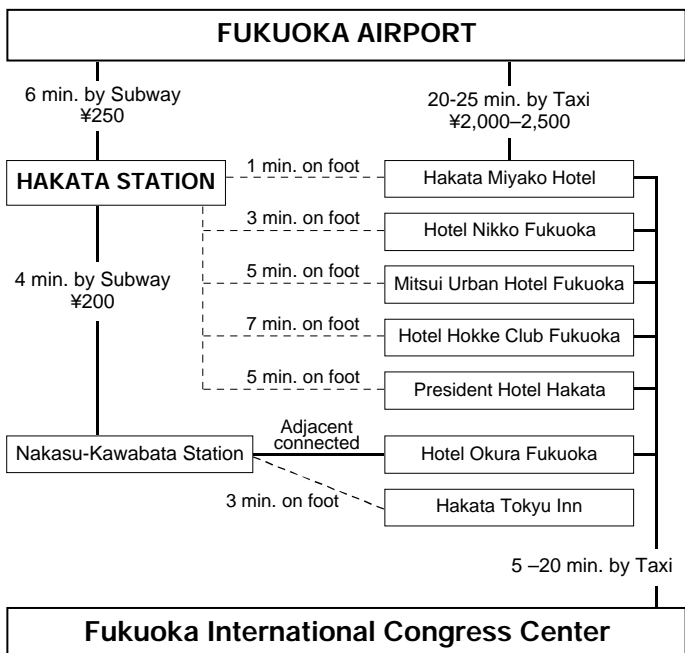 FUKUOKA AIRPORT
6 min. by Subway
¥250
20-25 min. by Taxi
¥2,000–2,500
HAKATA STATION
1 min. on foot
Hakata Miyako Hotel
3 min. on foot
Hotel Nikko Fukuoka
4 min. by Subway
¥200
5 min. on foot
Mitsui Urban Hotel Fukuoka
7 min. on foot
Hotel Hokke Club Fukuoka
5 min. on foot
President Hotel Hakata
Nakasu-Kawabata Station
Adjacent
connected
Hotel Okura Fukuoka
3 min. on foot
Hakata Tokyu Inn
5 –20 min. by Taxi
Fukuoka International Congress Center